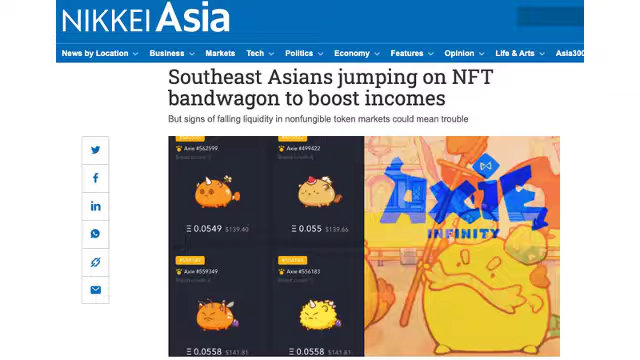 NIKKEI Asia
News by Location Business Markets Tech Politics Economy Features Opinion Life & Arts Asia300
Southeast Asians jumping on NFT
bandwagon to boost incomes
But signs of falling liquidity in nonfungible token markets could mean trouble
Axie #562599
Axie #499422
Ξ 0.0549 $139.40
Ξ 0.055 $139.66
Axie #559349
Axie #556183
Ξ 0.0558 $141.81
Ξ 0.0558 $141.81
AXIE
INFINITY